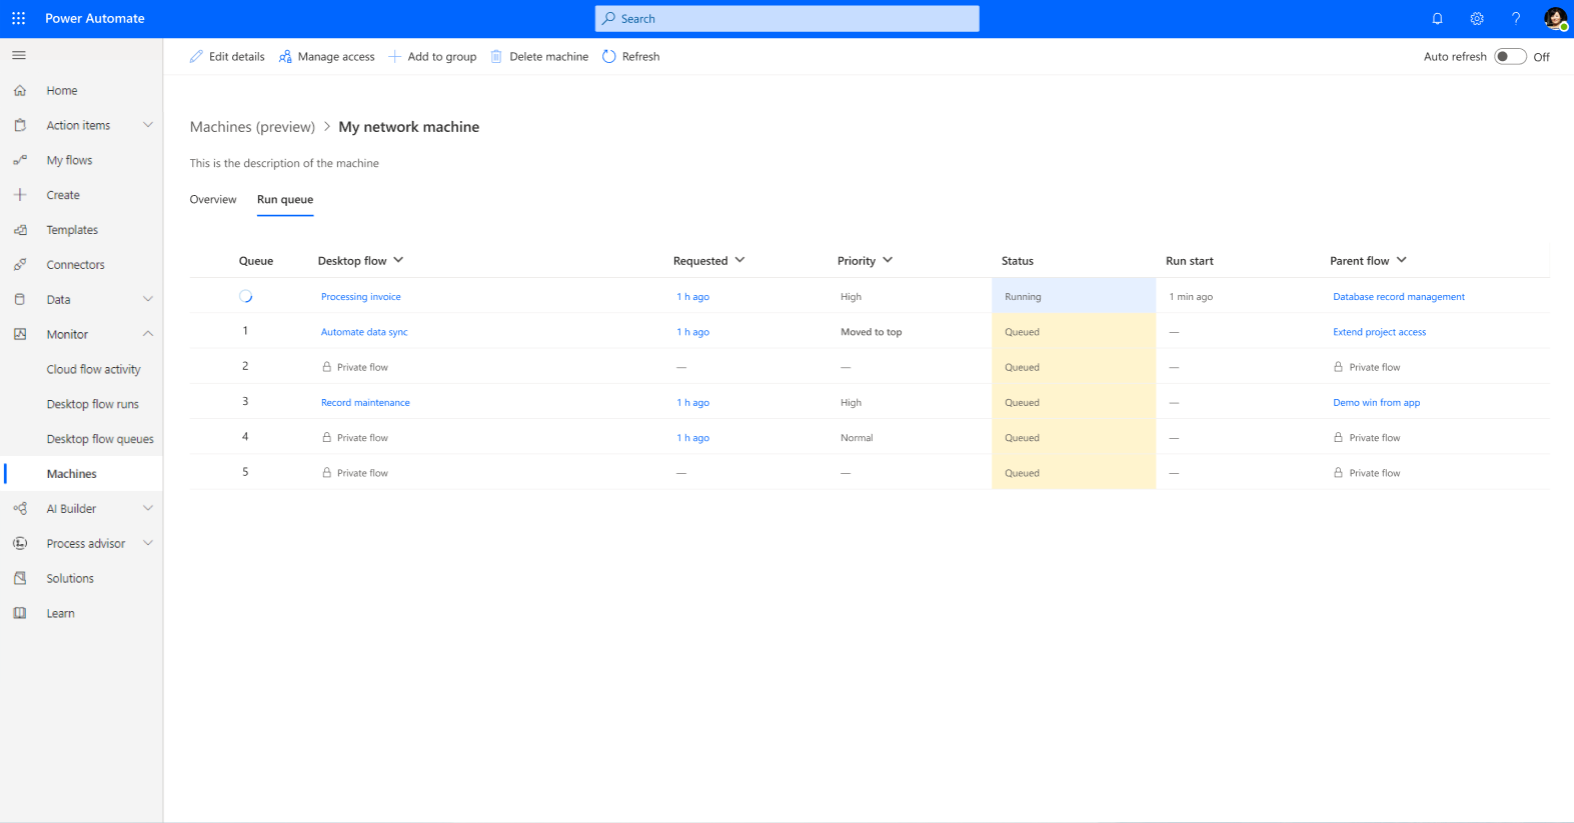 Power Automate
Search
Edit details
Manage access
Add to group
Delete machine
Refresh
Auto refresh
Off
Home
Action items
My flows
Create
Templates
Connectors
Data
Monitor
Cloud flow activity
Desktop flow runs
Desktop flow queues
Machines
AI Builder
Process advisor
Solutions
Learn
Machines (preview) > My network machine
This is the description of the machine
Overview
Run queue
Queue Desktop flow Requested Priority Status Run start Parent flow
Processing invoice 1 h ago High Running 1 min ago Database record management
1 Automate data sync 1 h ago Moved to top Queued — Extend project access
2 Private flow — — Queued — Private flow
3 Record maintenance 1 h ago High Queued — Demo win from app
4 Private flow 1 h ago Normal Queued — Private flow
5 Private flow — — Queued — Private flow